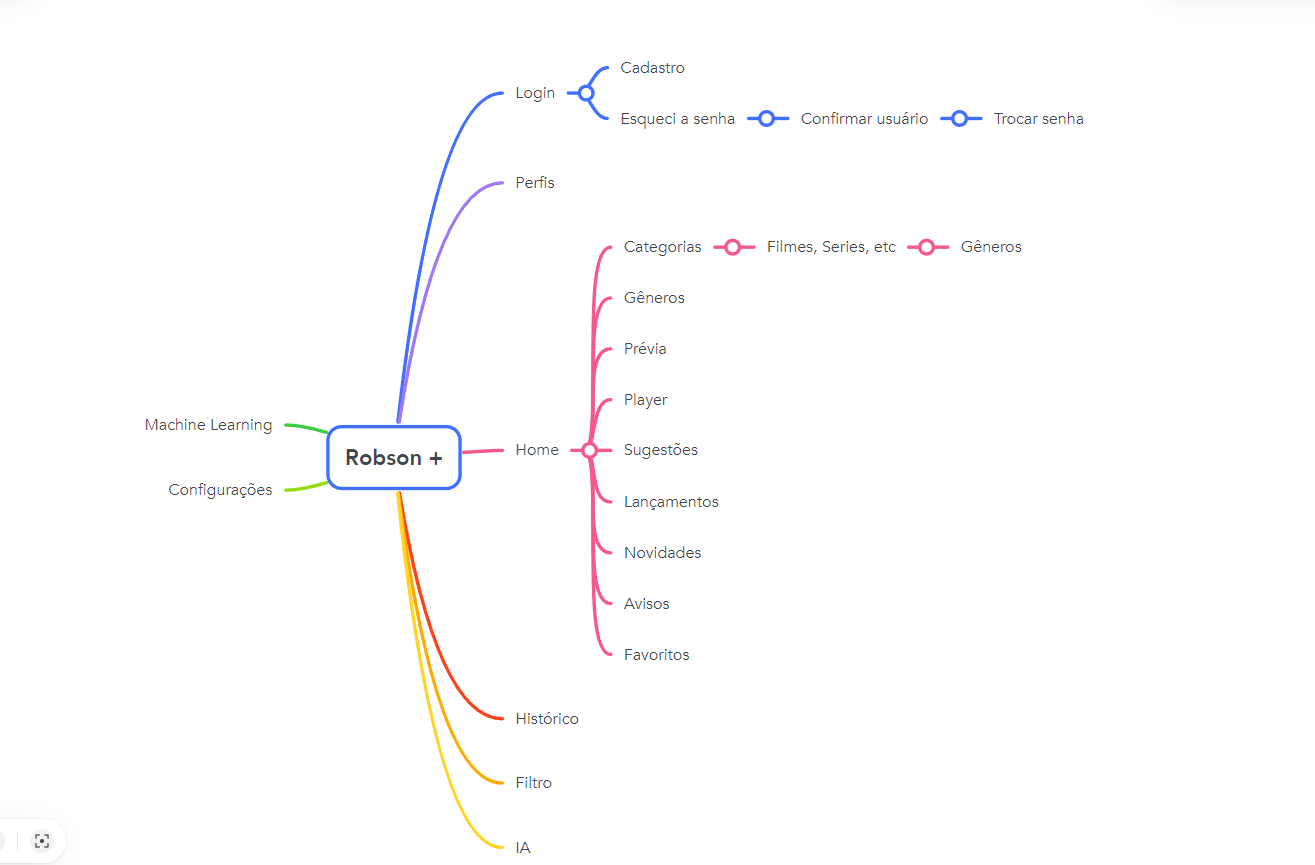 Cadastro
Login
Esqueci a senha Confirmar usuário Trocar senha
Perfis
Categorias Filmes, Series, etc Gêneros
Gêneros
Prévia
Player
Machine Learning
Robson +
Home
Sugestões
Configurações
Lançamentos
Novidades
Avisos
Favoritos
Histórico
Filtro
IA